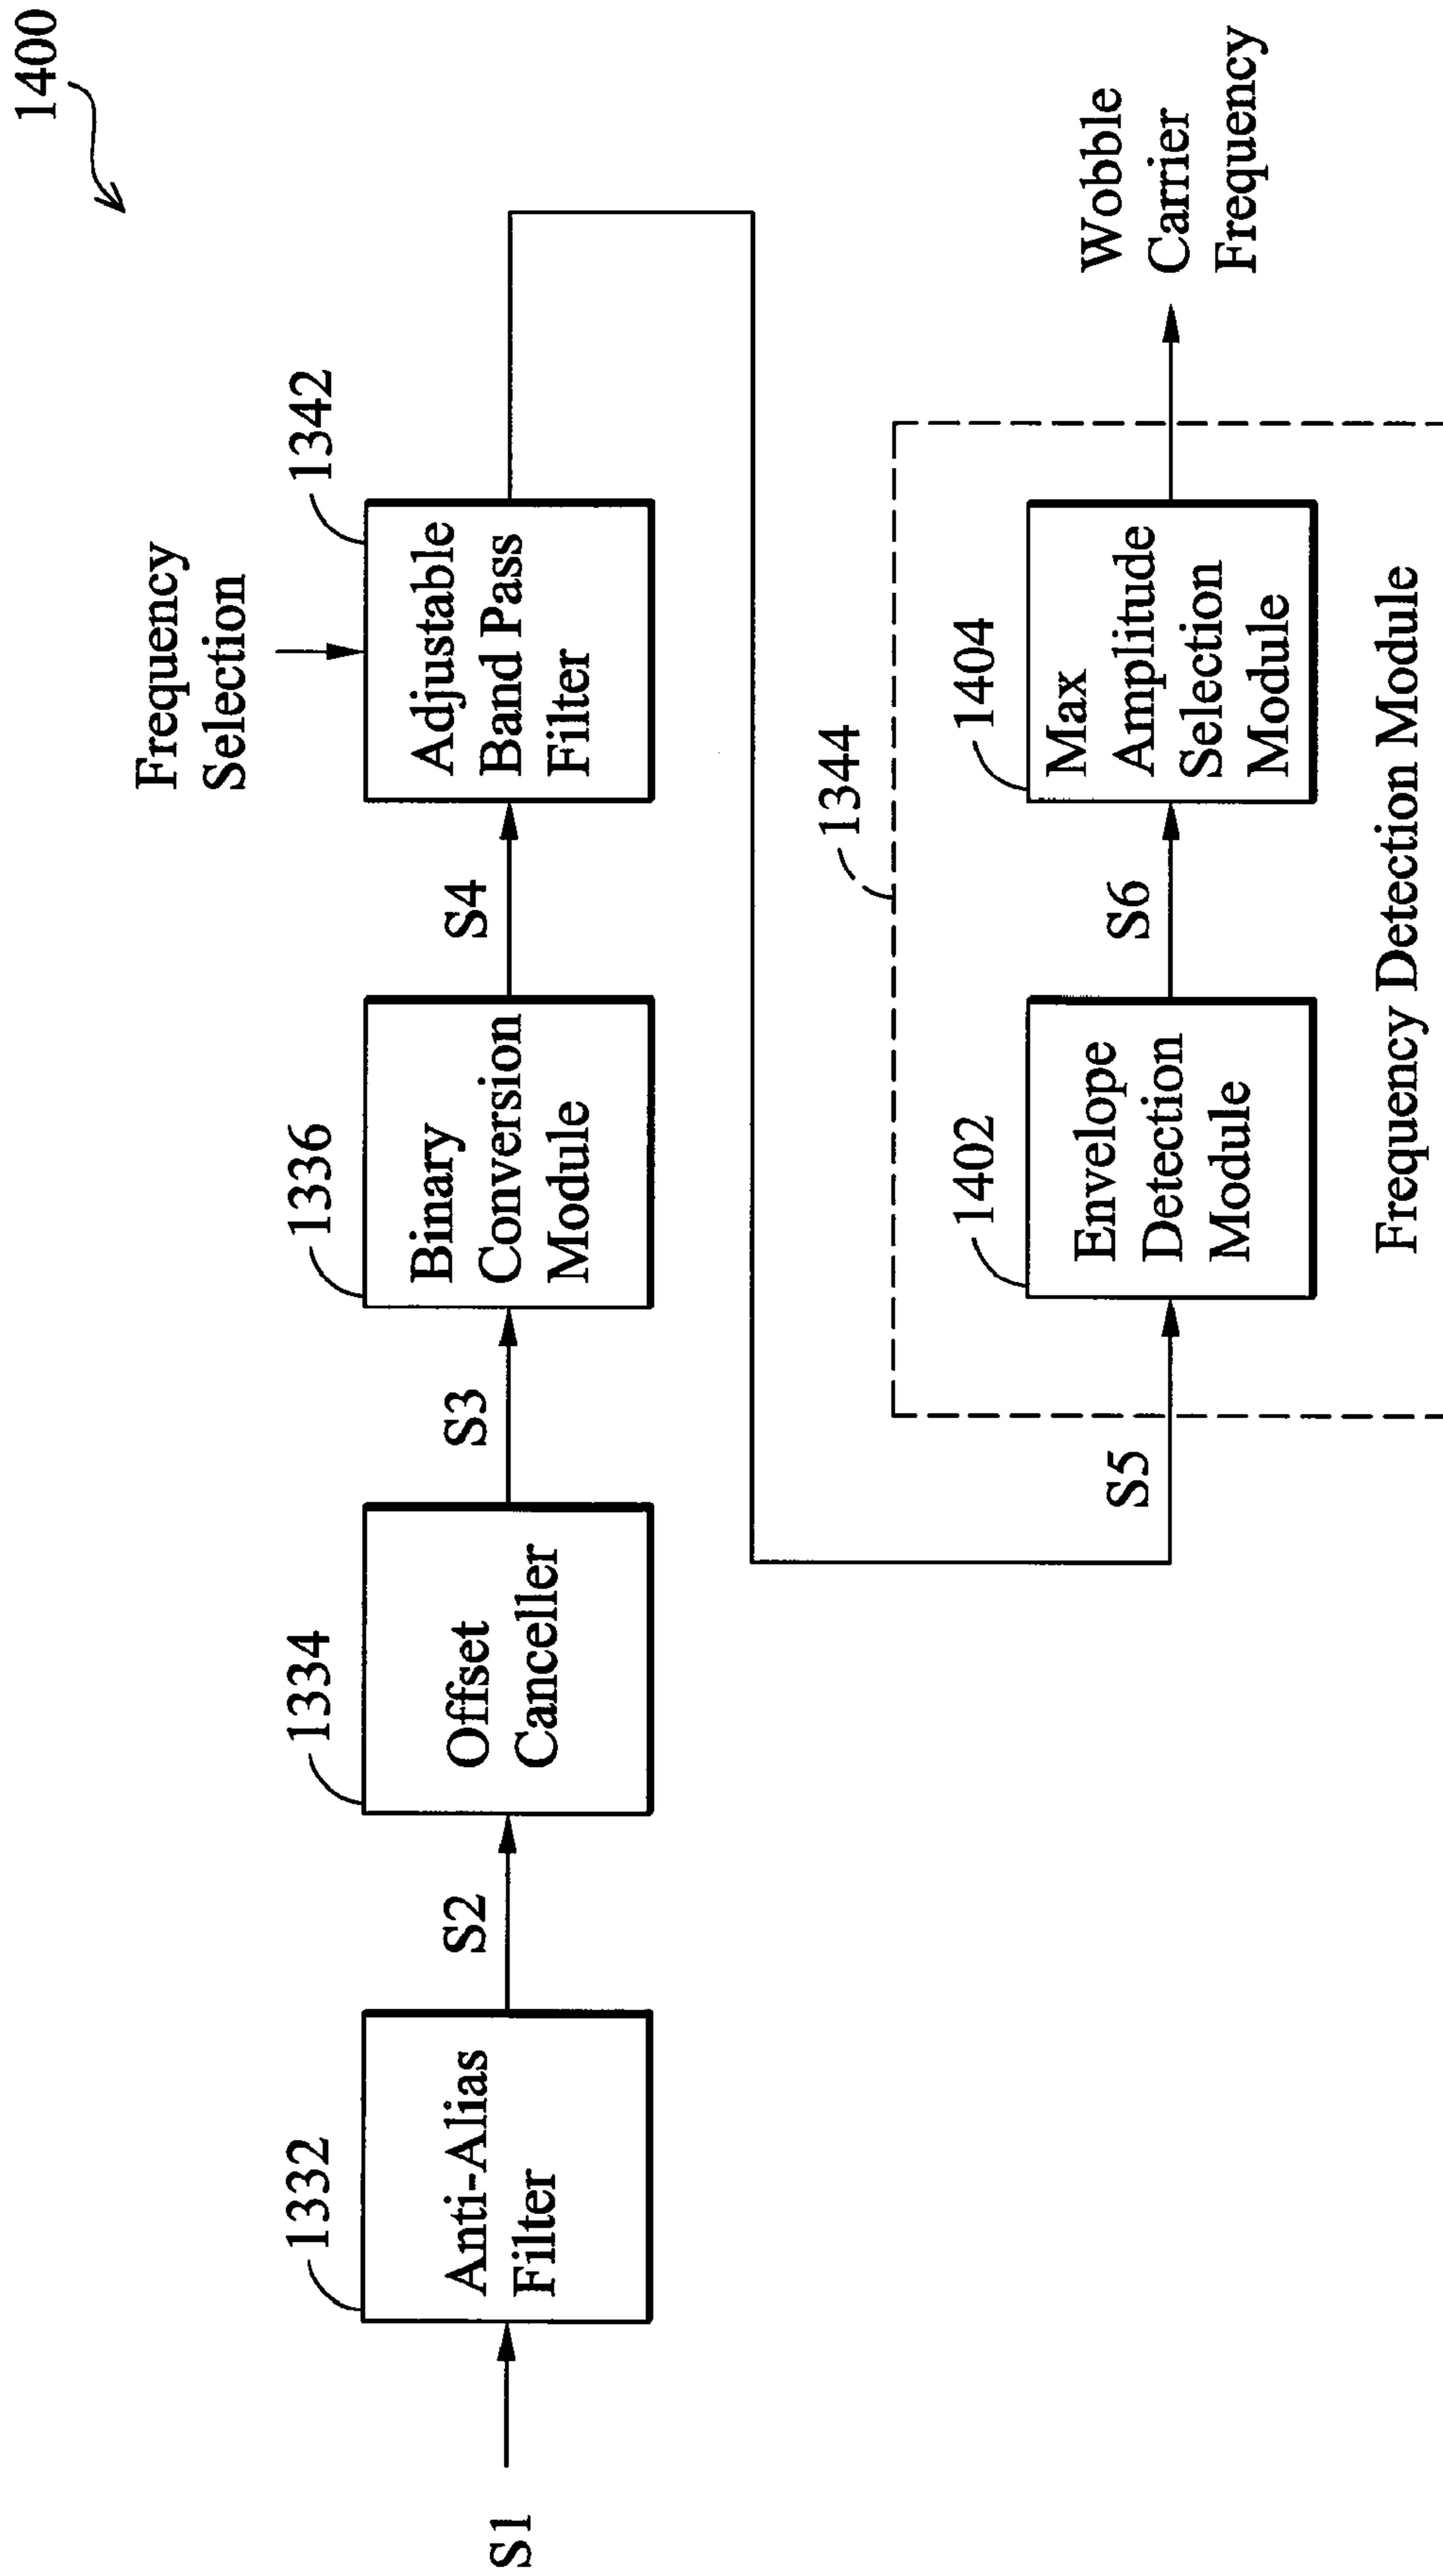 1400
Frequency
Selection
1332
1334
1336
1342
S1
Anti-Alias
Filter
S2
Offset
Canceller
S3
Binary
Conversion
Module
S4
Adjustable
Band Pass
Filter
1344
1402
1404
S5
Envelope
Detection
Module
S6
Max
Amplitude
Selection
Module
Wobble
Carrier
Frequency
Frequency Detection Module